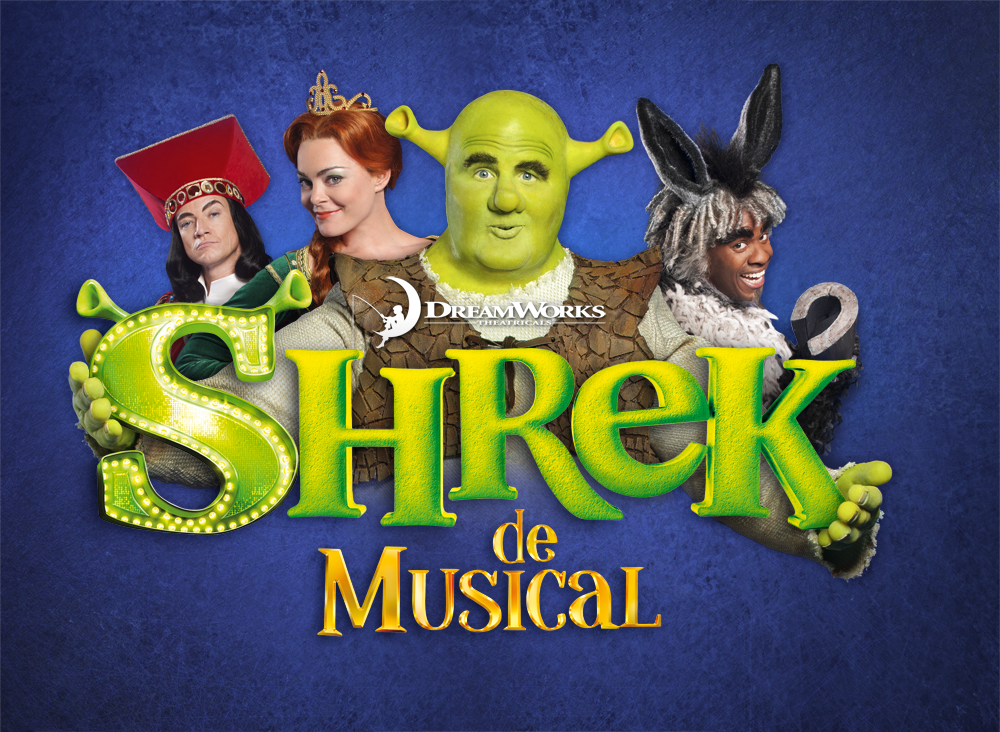 DREAMWORKS
THEATRICALS
SHReK
de
MUSICaL